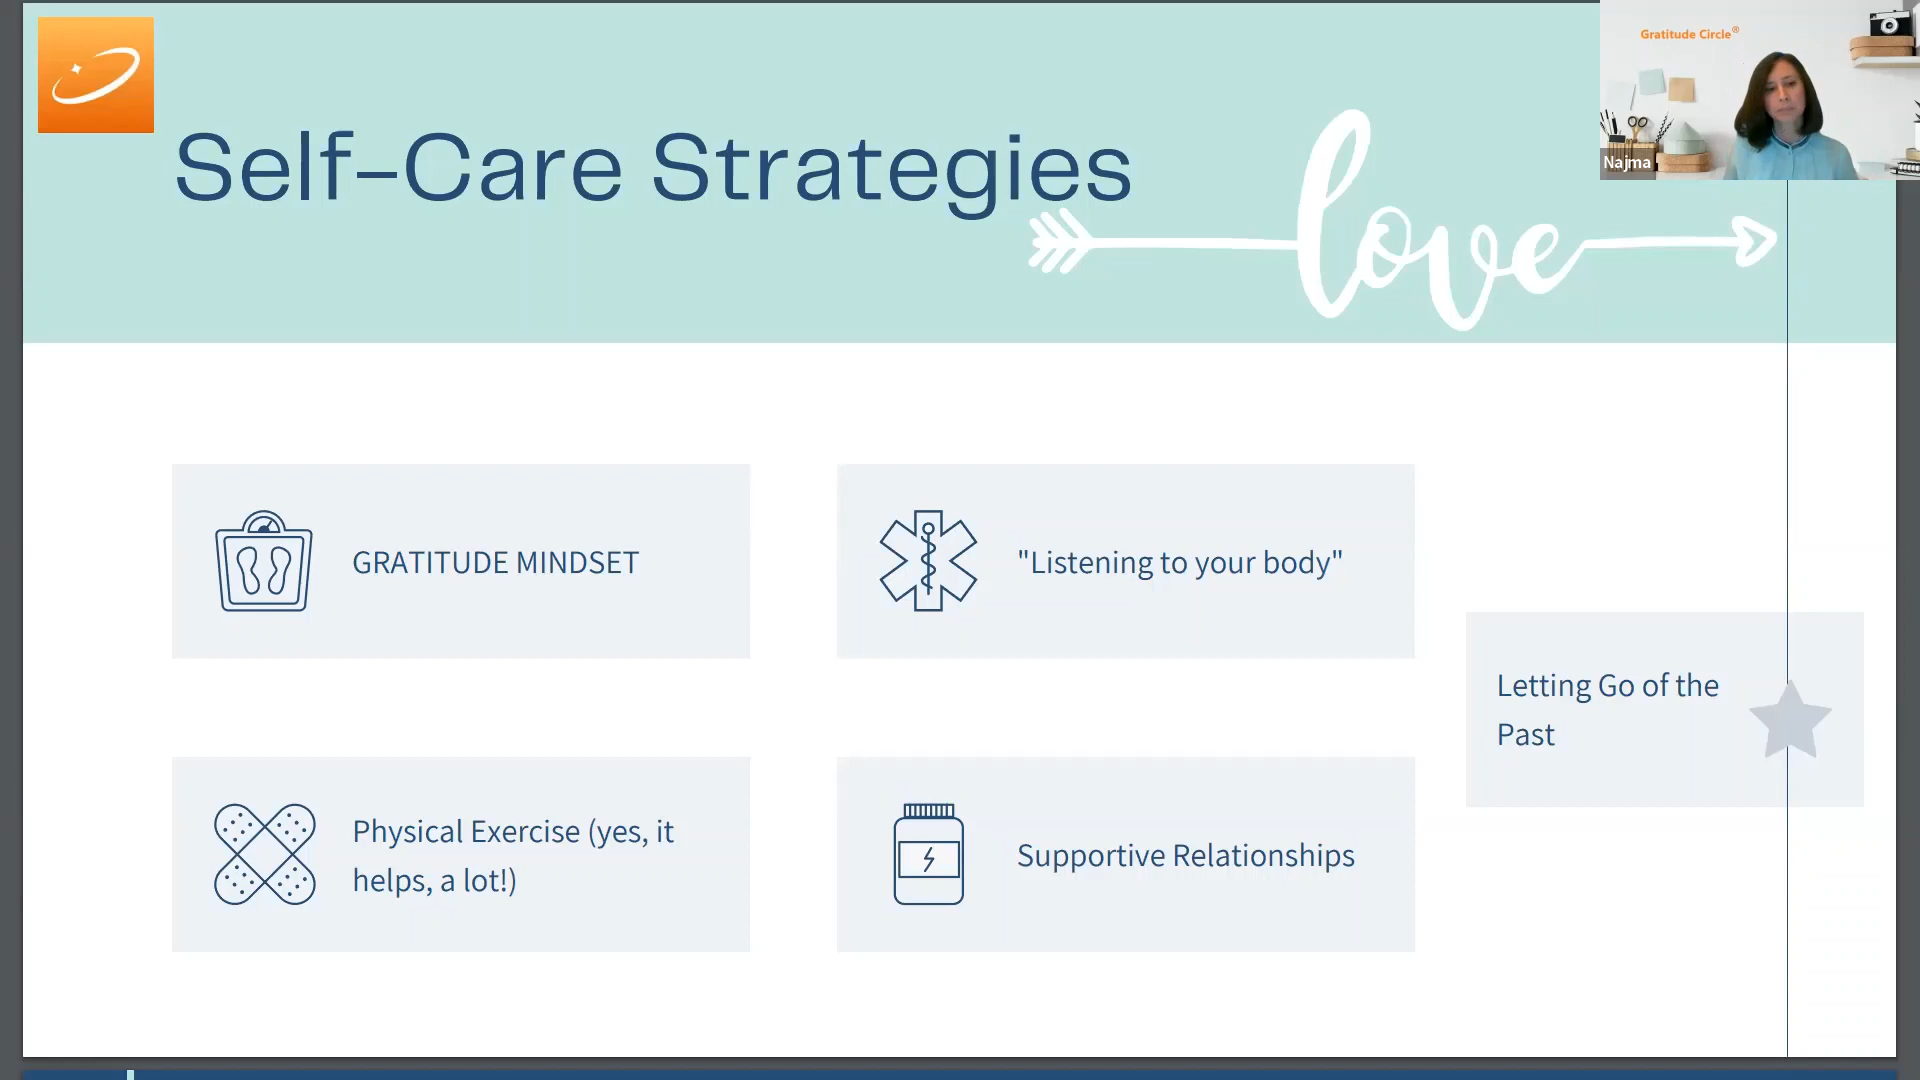 Gratitude Circle®
Najma
Self-Care Strategies
love
GRATITUDE MINDSET
"Listening to your body"
Letting Go of the
Past
Physical Exercise (yes, it
helps, a lot!)
Supportive Relationships